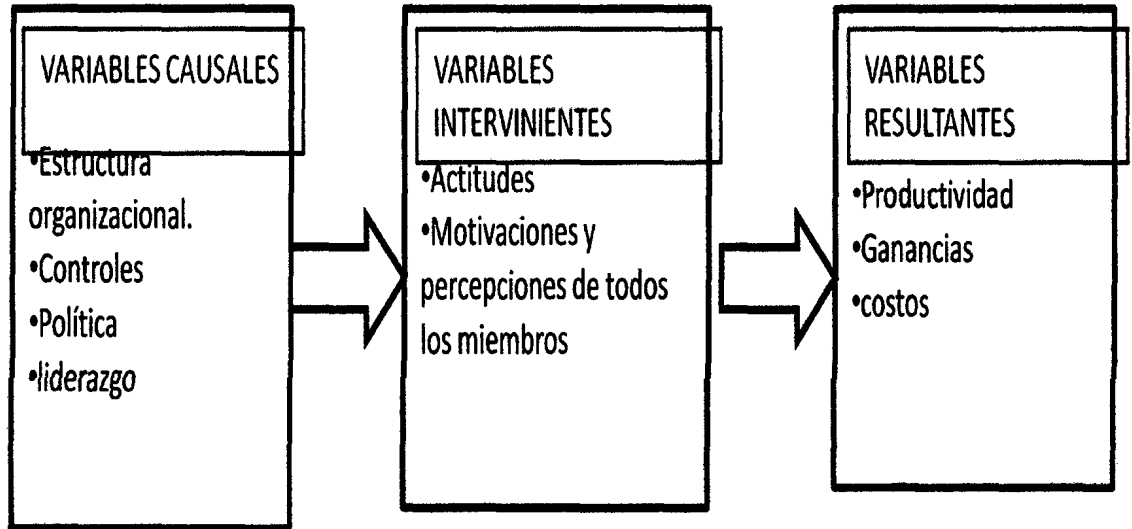 VARIABLES CAUSALES
•Estructura
organizacional.
•Controles
•Política
•liderazgo
VARIABLES
INTERVINIENTES
•Actitudes
•Motivaciones y
percepciones de todos
los miembros
VARIABLES
RESULTANTES
•Productividad
•Ganancias
•costos